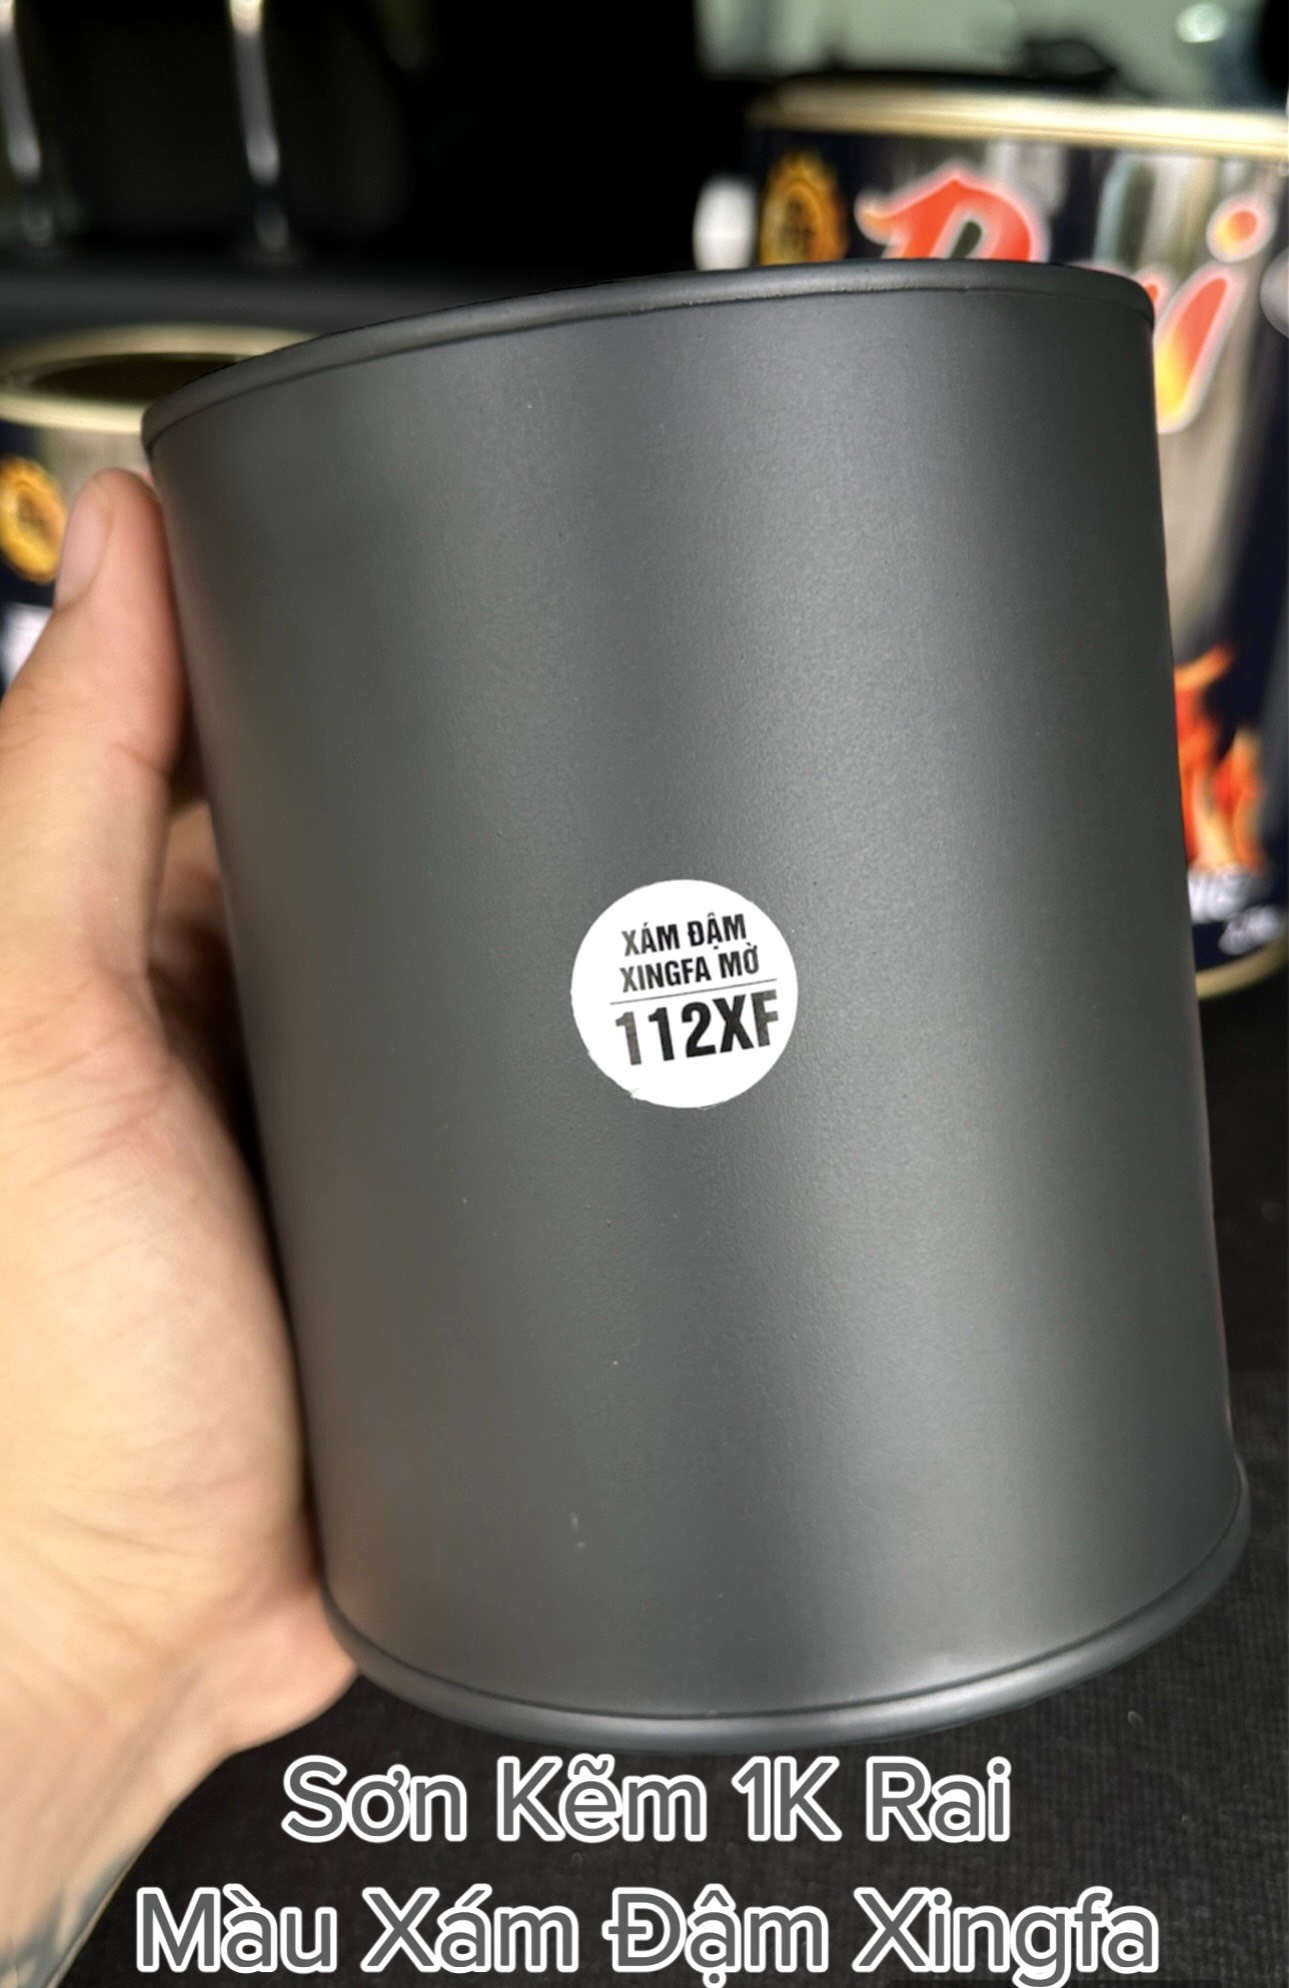 XÁM ĐẬM
XINGFA MỜ
112XF
Sơn Kẽm 1K Rai
Màu Xám Đậm Xingfa